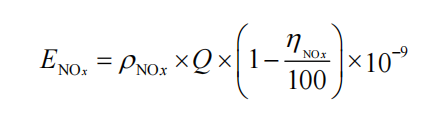 E_NOx = ρ_NOx × Q × (1 − η_NOx / 100) × 10⁻⁹